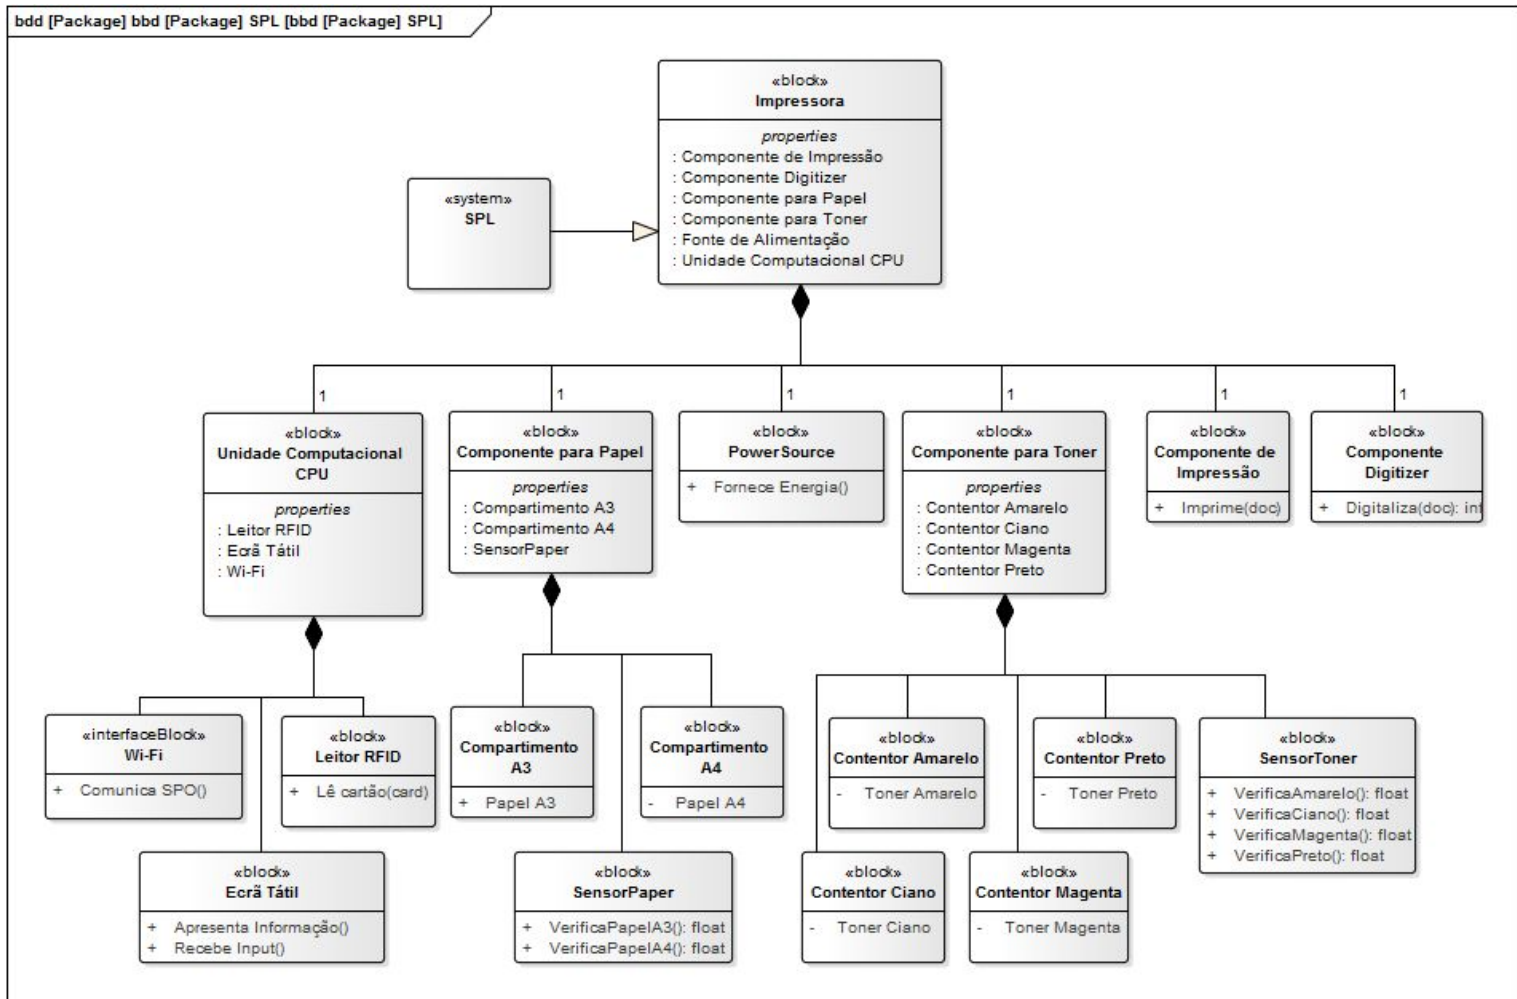 bdd [Package] bbd [Package] SPL [bbd [Package] SPL]
«block»
Impressora
properties
: Componente de Impressão
: Componente Digitizer
: Componente para Papel
: Componente para Toner
: Fonte de Alimentação
: Unidade Computacional CPU
«system»
SPL
1
1
1
1
1
1
«block»
Unidade Computacional
CPU
properties
: Leitor RFID
: Ecrã Tátil
: Wi-Fi
«block»
Componente para Papel
properties
: Compartimento A3
: Compartimento A4
: SensorPaper
«block»
PowerSource
+ Fornece Energia()
«block»
Componente para Toner
properties
: Contentor Amarelo
: Contentor Ciano
: Contentor Magenta
: Contentor Preto
«block»
Componente de
Impressão
+ Imprime(doc)
«block»
Componente
Digitizer
+ Digitaliza(doc): int
«interfaceBlock»
Wi-Fi
+ Comunica SPO()
«block»
Leitor RFID
+ Lê cartão(card)
«block»
Compartimento
A3
+ Papel A3
«block»
Compartimento
A4
- Papel A4
«block»
Contentor Amarelo
- Toner Amarelo
«block»
Contentor Preto
- Toner Preto
«block»
SensorToner
+ VerificaAmarelo(): float
+ VerificaCiano(): float
+ VerificaMagenta(): float
+ VerificaPreto(): float
«block»
Ecrã Tátil
+ Apresenta Informação()
+ Recebe Input()
«block»
SensorPaper
+ VerificaPapelA3(): float
+ VerificaPapelA4(): float
«block»
Contentor Ciano
- Toner Ciano
«block»
Contentor Magenta
- Toner Magenta